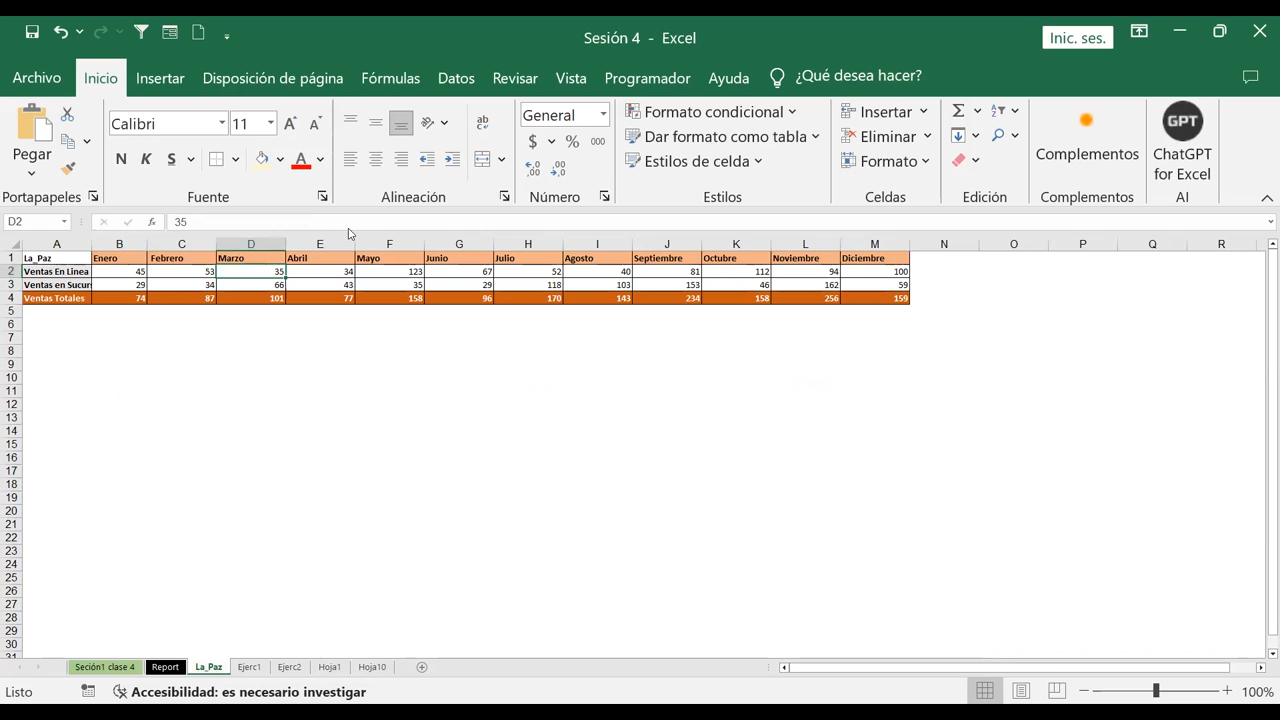 Sesión 4 - Excel
Inic. ses.
Archivo Inicio Insertar Disposición de página Fórmulas Datos Revisar Vista Programador Ayuda ¿Qué desea hacer?
Pegar
Portapapeles
Calibri 11
N K S
Fuente
ab
Alineación
General
$ % 000
Número
Formato condicional
Dar formato como tabla
Estilos de celda
Estilos
Insertar
Eliminar
Formato
Celdas
Edición
Complementos
Complementos
GPT
ChatGPT
for Excel
AI
D2 fx 35
A B C D E F G H I J K L M N O P Q R
1 La_Paz Enero Febrero Marzo Abril Mayo Junio Julio Agosto Septiembre Octubre Noviembre Diciembre
2 Ventas En Linea 45 53 35 34 123 67 52 40 81 112 94 100
3 Ventas en Sucurs 29 34 66 43 35 29 118 103 153 46 162 59
4 Ventas Totales 74 87 101 77 158 96 170 143 234 158 256 159
5
6
7
8
9
10
11
12
13
14
15
16
17
18
19
20
21
22
23
24
25
26
27
28
29
30
31
Seción1 clase 4 Report La_Paz Ejerc1 Ejerc2 Hoja1 Hoja10
Listo Accesibilidad: es necesario investigar 100%